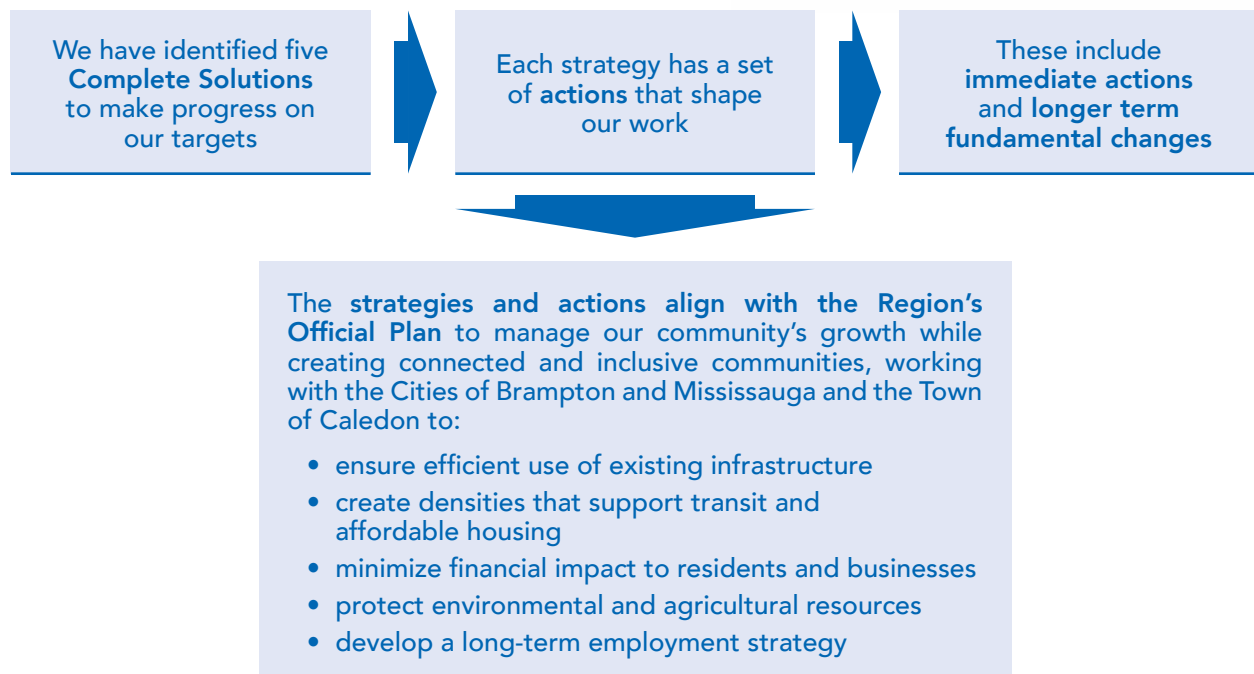 We have identified five
Complete Solutions
to make progress on
our targets
Each strategy has a set
of actions that shape
our work
These include
immediate actions
and longer term
fundamental changes
The strategies and actions align with the Region's
Official Plan to manage our community's growth while
creating connected and inclusive communities, working
with the Cities of Brampton and Mississauga and the Town
of Caledon to:
• ensure efficient use of existing infrastructure
• create densities that support transit and
affordable housing
• minimize financial impact to residents and businesses
• protect environmental and agricultural resources
• develop a long-term employment strategy